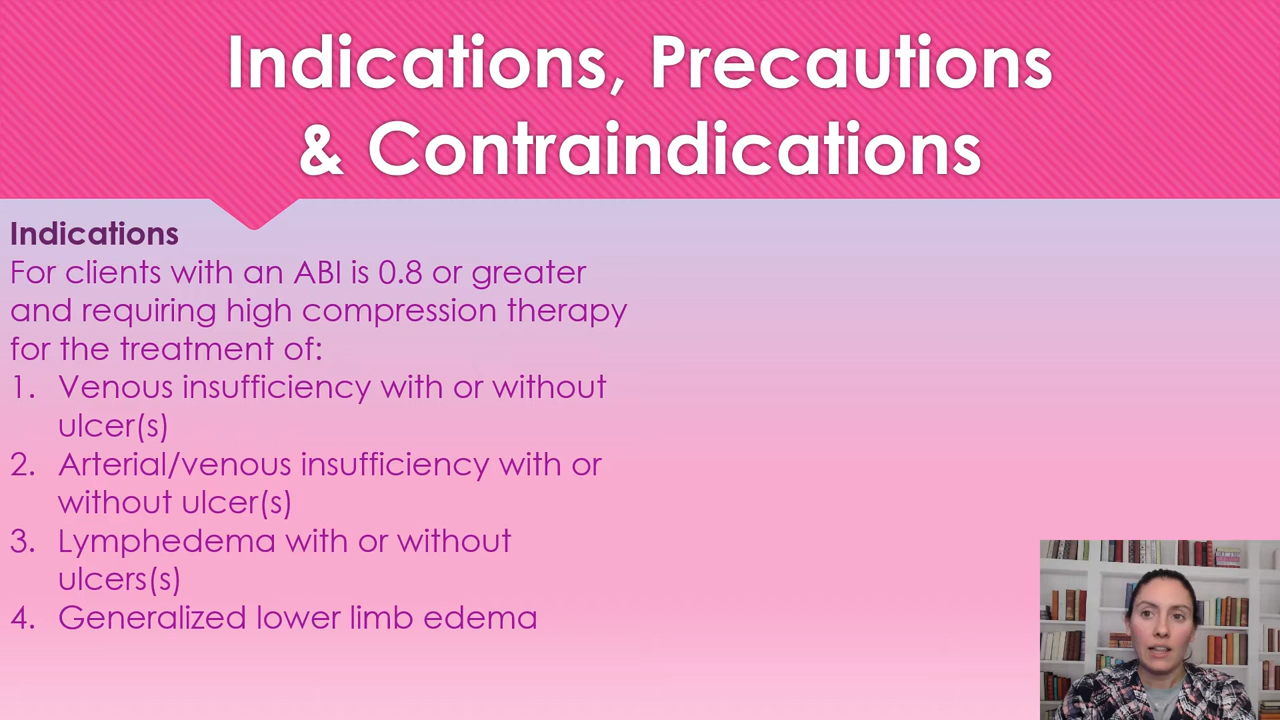 Indications, Precautions
& Contraindications
Indications
For clients with an ABI is 0.8 or greater
and requiring high compression therapy
for the treatment of:
1. Venous insufficiency with or without
ulcer(s)
2. Arterial/venous insufficiency with or
without ulcer(s)
3. Lymphedema with or without
ulcers(s)
4. Generalized lower limb edema